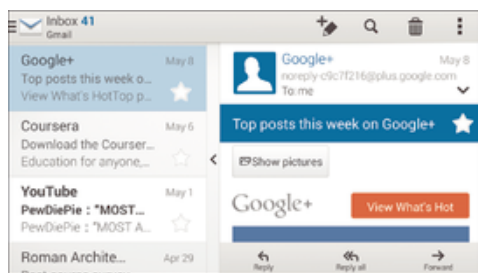 Inbox 41
Gmail
Google+ May 8
Top posts this week o...
View What's HotTop p...
Coursera May 6
Download the Courser...
Education for anyone,...
YouTube May 1
PewDiePie : "MOST...
PewDiePie : "MOST A...
Roman Archite... Apr 29
Google+ May 8
noreply-c9c7f216@plus.google.com
To: me
Top posts this week on Google+
Show pictures
Google+
View What's Hot
Reply
Reply all
Forward